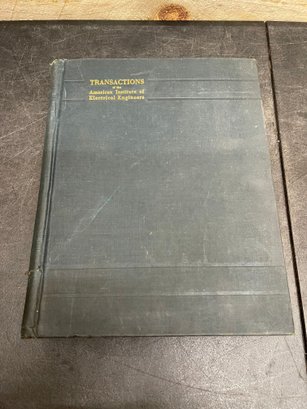 TRANSACTIONS
of the
American Institute of
Electrical Engineers